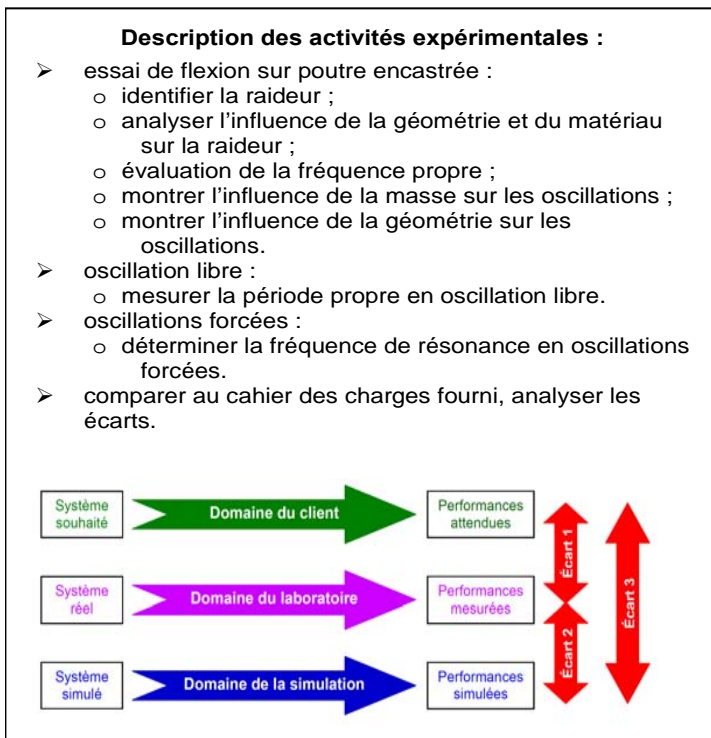 Description des activités expérimentales :
➢ essai de flexion sur poutre encastrée :
o identifier la raideur ;
o analyser l’influence de la géométrie et du matériau
sur la raideur ;
o évaluation de la fréquence propre ;
o montrer l’influence de la masse sur les oscillations ;
o montrer l’influence de la géométrie sur les
oscillations.
➢ oscillation libre :
o mesurer la période propre en oscillation libre.
➢ oscillations forcées :
o déterminer la fréquence de résonance en oscillations
forcées.
➢ comparer au cahier des charges fourni, analyser les
écarts.
Système
souhaité
Domaine du client
Performances
attendues
Écart 1
Écart 3
Système
réel
Domaine du laboratoire
Performances
mesurées
Écart 2
Système
simulé
Domaine de la simulation
Performances
simulées